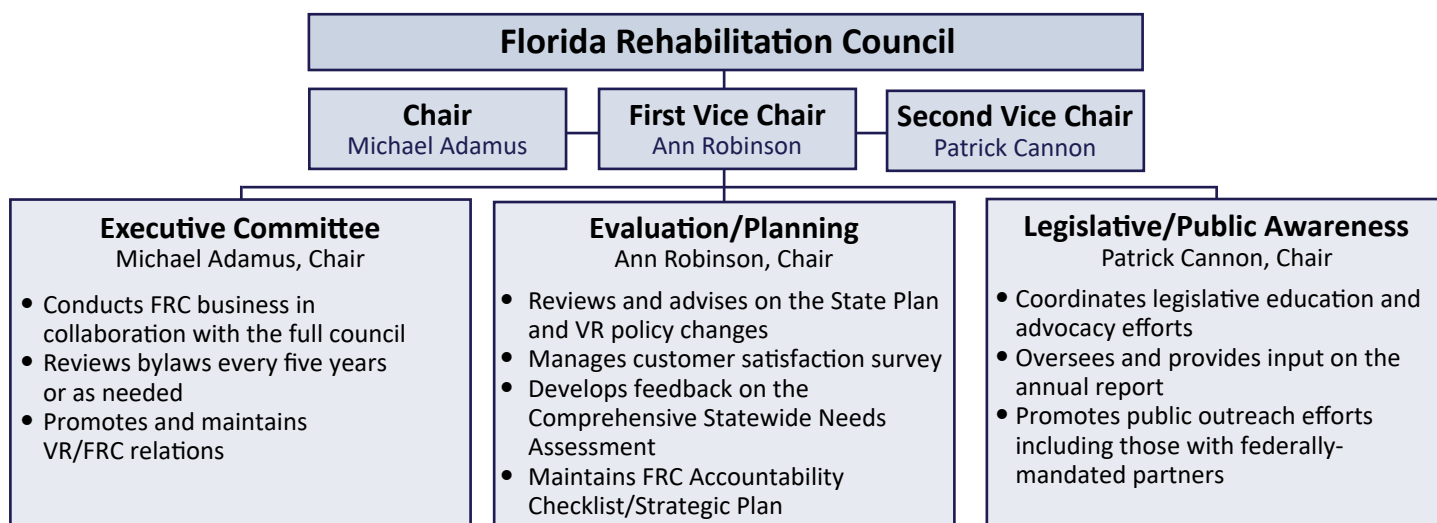 Florida Rehabilitation Council
Chair
Michael Adamus
First Vice Chair
Ann Robinson
Second Vice Chair
Patrick Cannon
Executive Committee
Michael Adamus, Chair
• Conducts FRC business in
collaboration with the full council
• Reviews bylaws every five years
or as needed
• Promotes and maintains
VR/FRC relations
Evaluation/Planning
Ann Robinson, Chair
• Reviews and advises on the State Plan
and VR policy changes
• Manages customer satisfaction survey
• Develops feedback on the
Comprehensive Statewide Needs
Assessment
• Maintains FRC Accountability
Checklist/Strategic Plan
Legislative/Public Awareness
Patrick Cannon, Chair
• Coordinates legislative education and
advocacy efforts
• Oversees and provides input on the
annual report
• Promotes public outreach efforts
including those with federally-
mandated partners